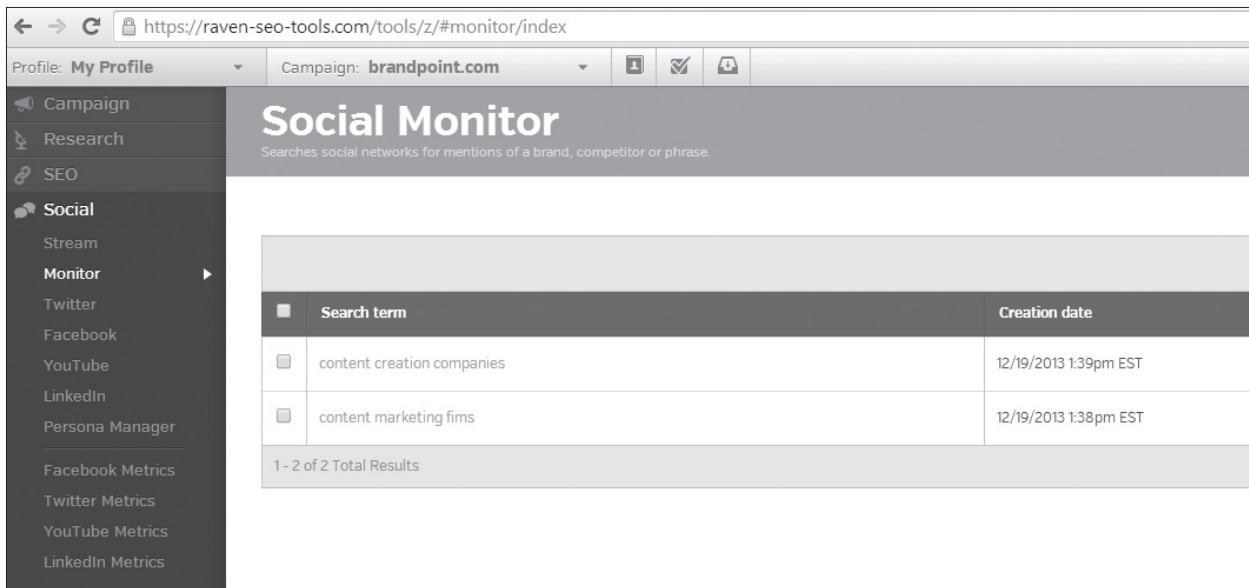 https://raven-seo-tools.com/tools/z/#monitor/index
Profile: My Profile
Campaign: brandpoint.com
Campaign
Research
SEO
Social
Stream
Monitor
Twitter
Facebook
YouTube
LinkedIn
Persona Manager
Facebook Metrics
Twitter Metrics
YouTube Metrics
LinkedIn Metrics
Social Monitor
Searches social networks for mentions of a brand, competitor or phrase.
Search term Creation date
content creation companies 12/19/2013 1:39pm EST
content marketing fims 12/19/2013 1:38pm EST
1 - 2 of 2 Total Results